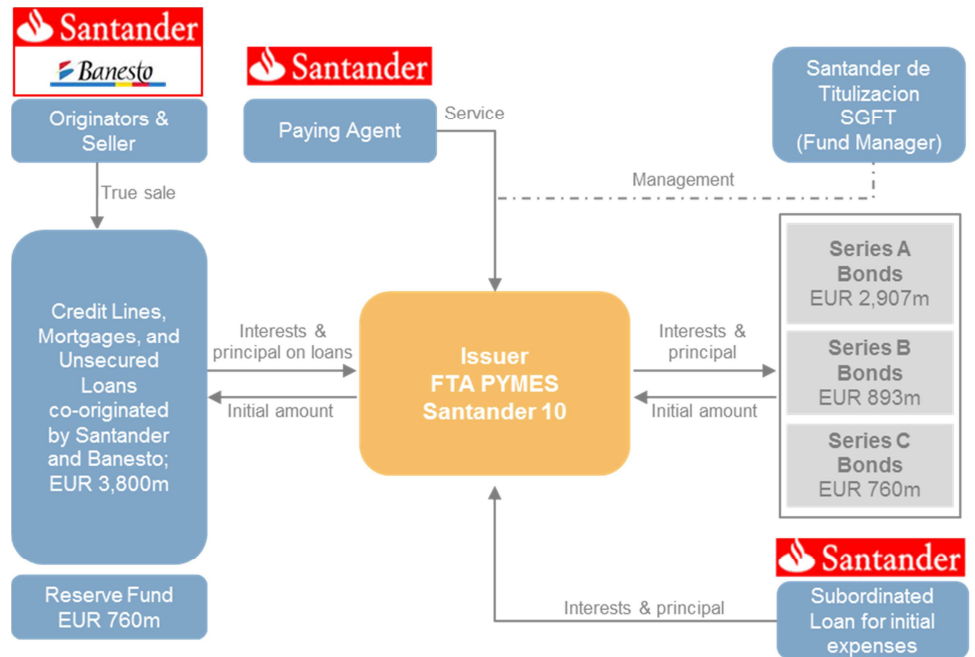 Santander
Banesto
Originators &
Seller
True sale
Credit Lines,
Mortgages, and
Unsecured
Loans
co-originated
by Santander
and Banesto;
EUR 3,800m
Reserve Fund
EUR 760m
Santander
Paying Agent
Service
Santander de
Titulizacion
SGFT
(Fund Manager)
Management
Interests &
principal on loans
Initial amount
Issuer
FTA PYMES
Santander 10
Interests &
principal
Initial amount
Series A
Bonds
EUR 2,907m
Series B
Bonds
EUR 893m
Series C
Bonds
EUR 760m
Santander
Subordinated
Loan for initial
expenses
Interests & principal